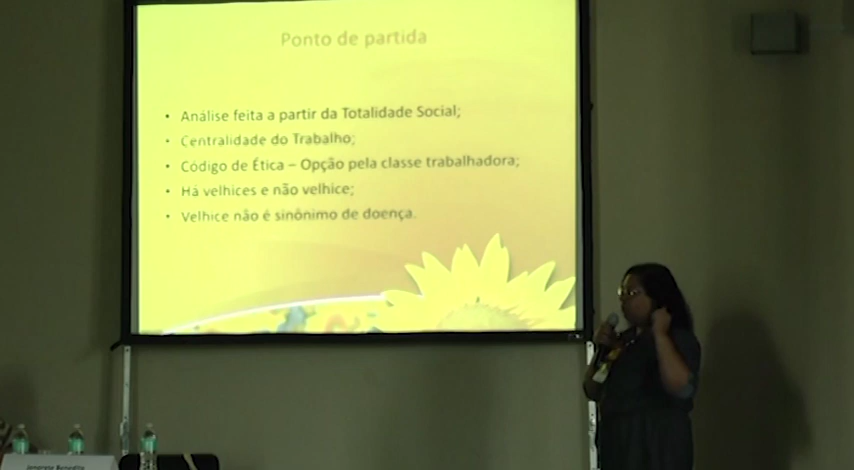 Ponto de partida
• Análise feita a partir da Totalidade Social;
• Centralidade do Trabalho;
• Código de Ética – Opção pela classe trabalhadora;
• Há velhices e não velhice;
• Velhice não é sinônimo de doença.